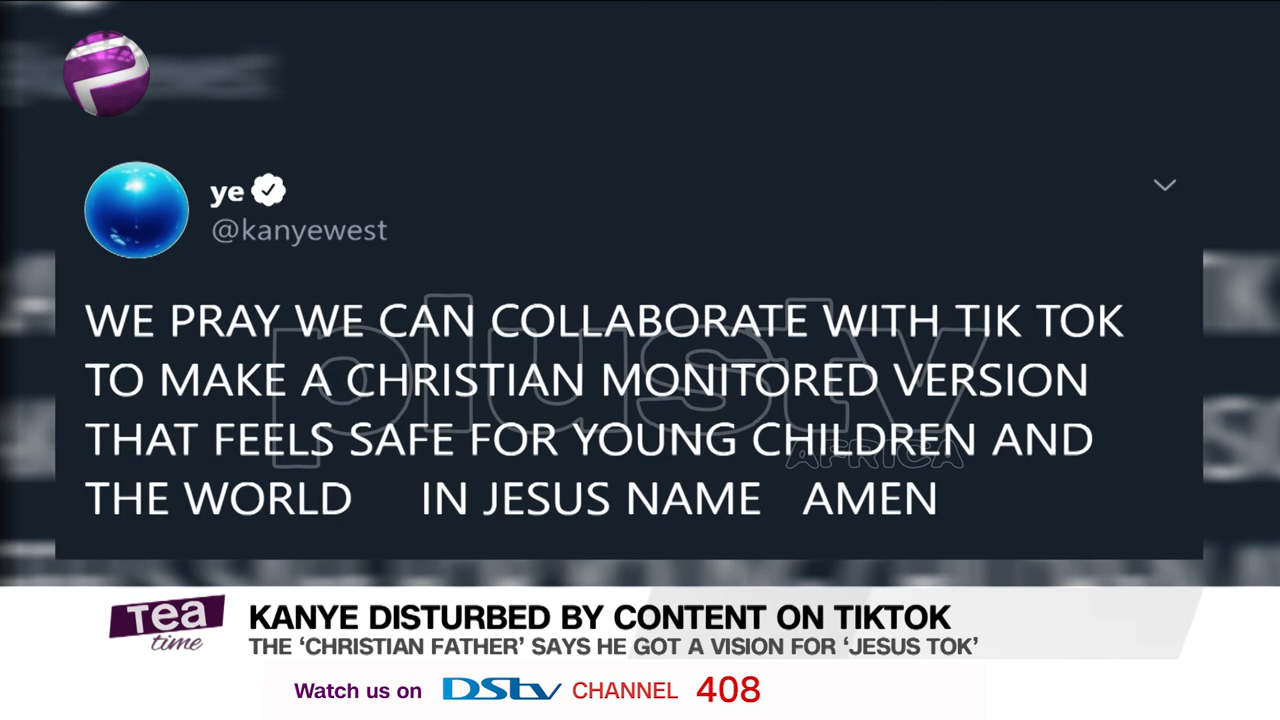 ye
@kanyewest
WE PRAY WE CAN COLLABORATE WITH TIK TOK
TO MAKE A CHRISTIAN MONITORED VERSION
THAT FEELS SAFE FOR YOUNG CHILDREN AND
THE WORLD IN JESUS NAME AMEN
plustv
AFRICA
Tea
time
KANYE DISTURBED BY CONTENT ON TIKTOK
THE ‘CHRISTIAN FATHER’ SAYS HE GOT A VISION FOR ‘JESUS TOK’
Watch us on DStv CHANNEL 408